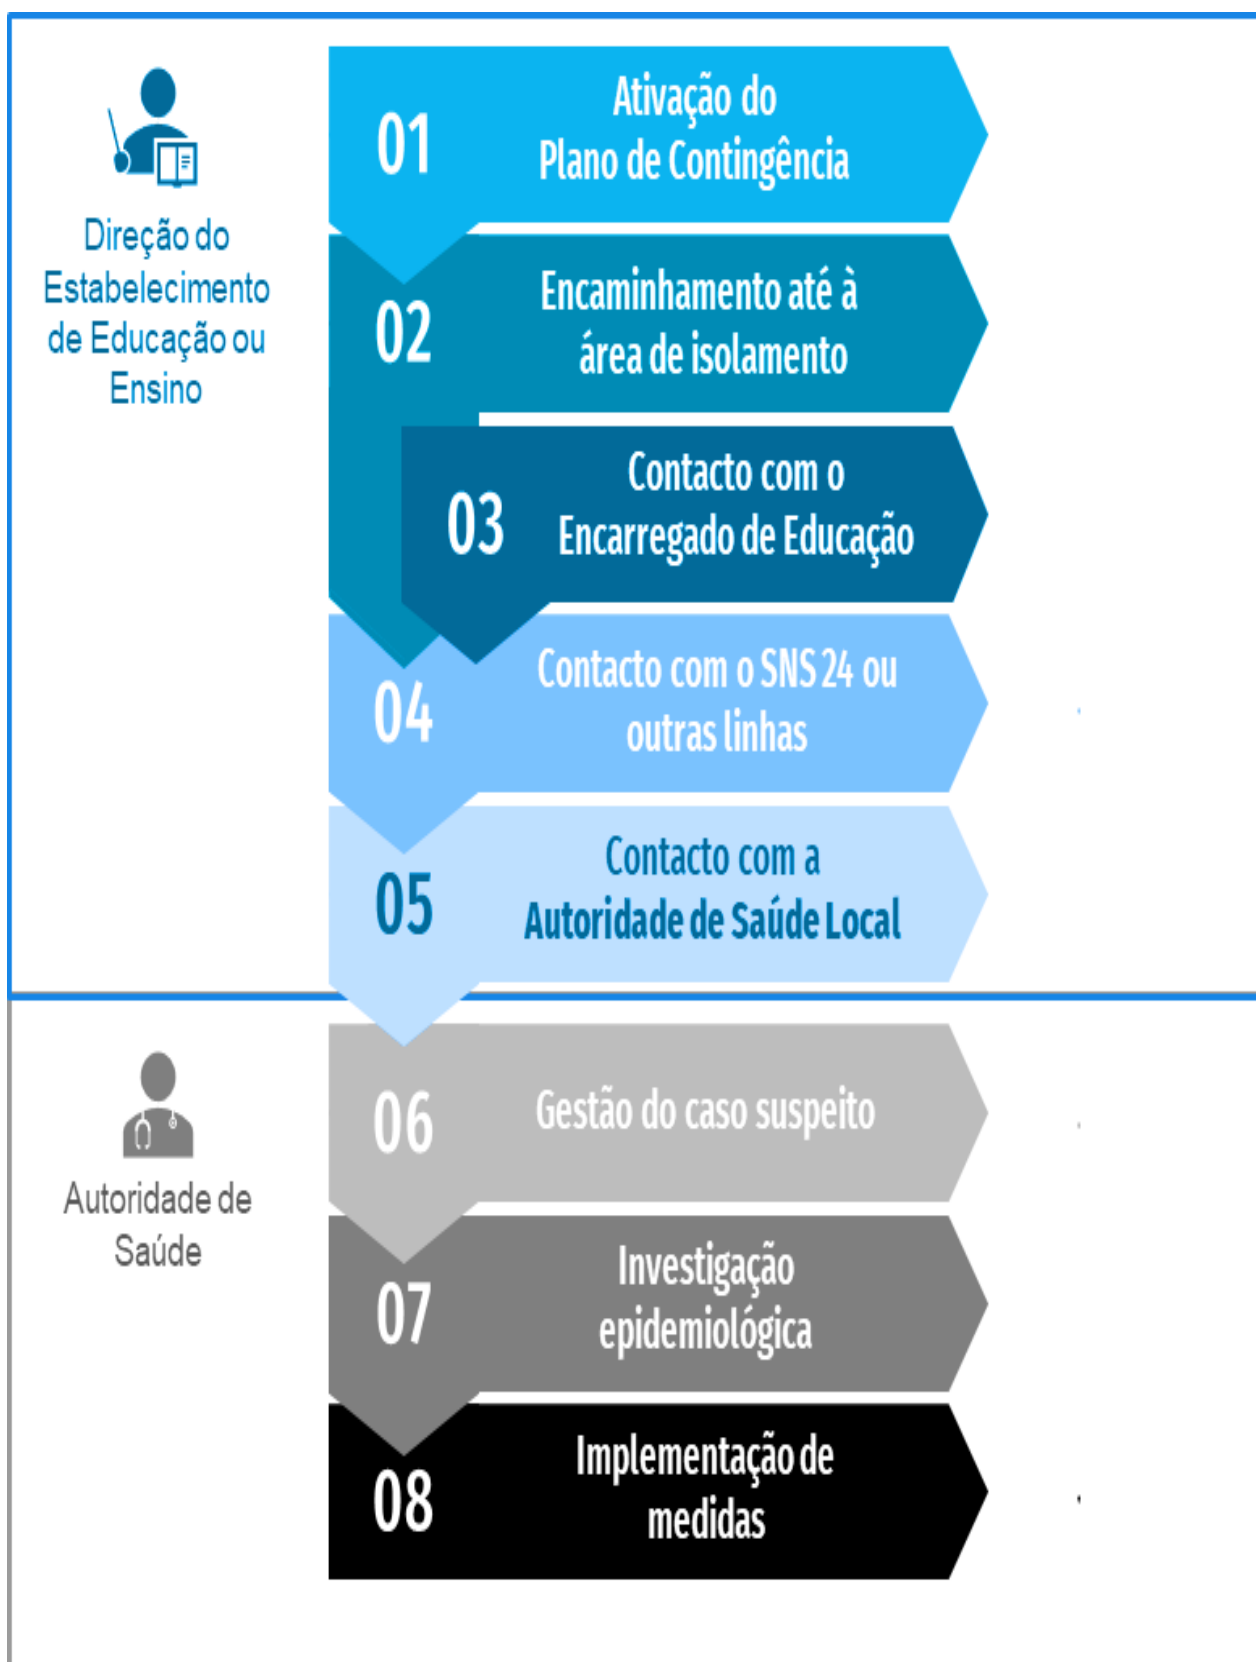 Direção do
Estabelecimento
de Educação ou
Ensino
01
Ativação do
Plano de Contingência
02
Encaminhamento até à
área de isolamento
03
Contacto com o
Encarregado de Educação
04
Contacto com o SNS 24 ou
outras linhas
05
Contacto com a
Autoridade de Saúde Local
Autoridade de
Saúde
06
Gestão do caso suspeito
07
Investigação
epidemiológica
08
Implementação de
medidas